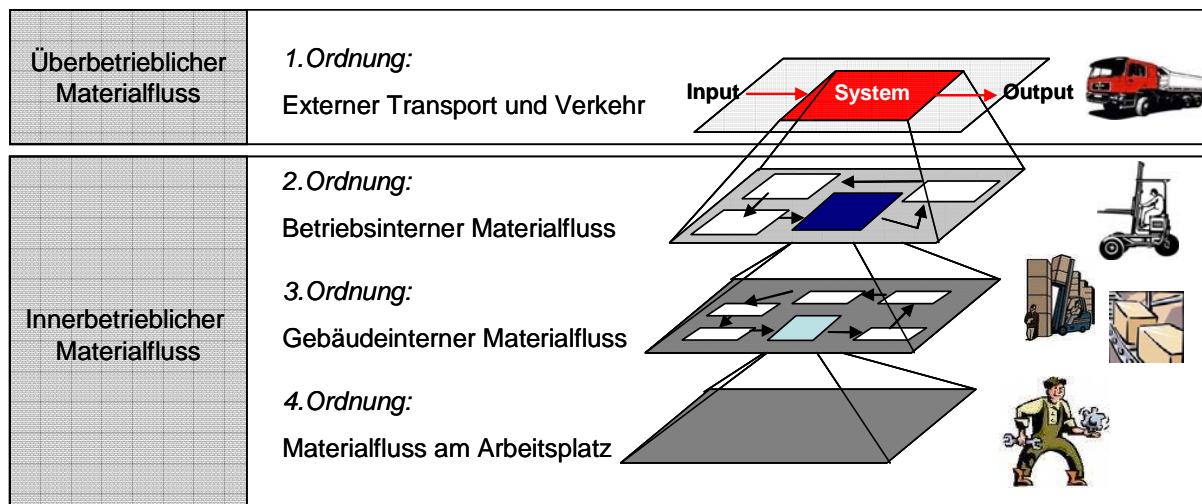 Überbetrieblicher
Materialfluss
1.Ordnung:
Externer Transport und Verkehr
Input
System
Output
Innerbetrieblicher
Materialfluss
2.Ordnung:
Betriebsinterner Materialfluss
3.Ordnung:
Gebäudeinterner Materialfluss
4.Ordnung:
Materialfluss am Arbeitsplatz